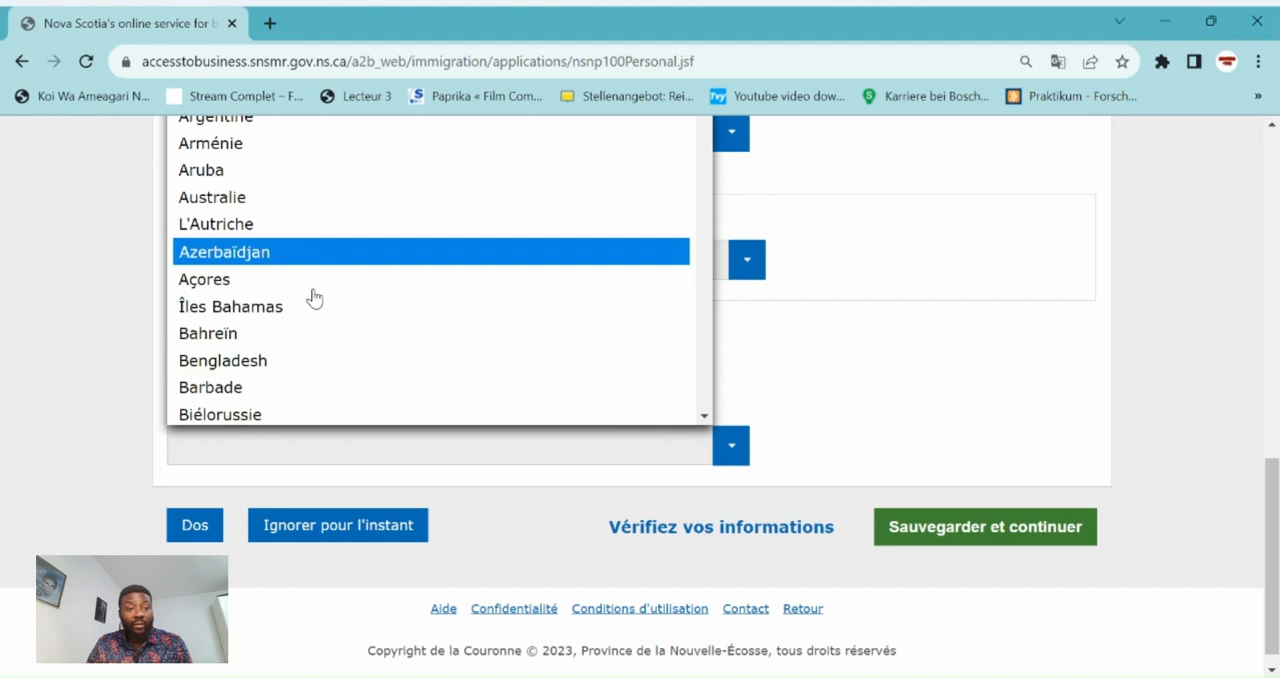 Nova Scotia's online service for b
accesstobusiness.snsmr.gov.ns.ca/a2b_web/immigration/applications/nsnp100Personal.jsf
Koi Wa Ameagari N... Stream Complet – F... Lecteur 3 Paprika « Film Com... Stellenangebot: Rei... Youtube video dow... Karriere bei Bosch... Praktikum - Forsch... »
Argentine
Arménie
Aruba
Australie
L'Autriche
Azerbaïdjan
Açores
Îles Bahamas
Bahreïn
Bengladesh
Barbade
Biélorussie
Dos Ignorer pour l'instant Vérifiez vos informations Sauvegarder et continuer
Aide Confidentialité Conditions d'utilisation Contact Retour
Copyright de la Couronne © 2023, Province de la Nouvelle-Écosse, tous droits réservés